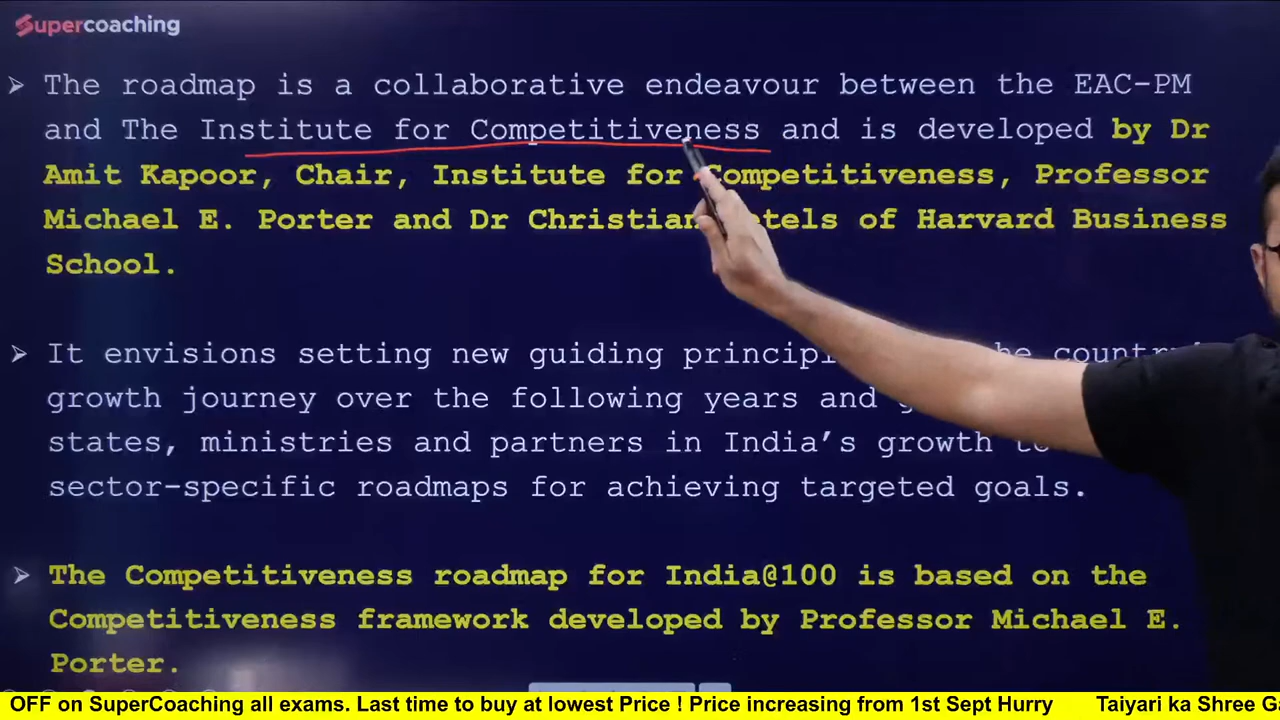 Supercoaching
➢ The roadmap is a collaborative endeavour between the EAC-PM
and The Institute for Competitiveness and is developed by Dr
Amit Kapoor, Chair, Institute for Competitiveness, Professor
Michael E. Porter and Dr Christian of Harvard Business
School.
➢ It envisions setting new guiding country's
growth journey over the following years and
states, ministries and partners in India's growth
sector-specific roadmaps for achieving targeted goals.
➢ The Competitiveness roadmap for India@100 is based on the
Competitiveness framework developed by Professor Michael E.
Porter.
OFF on SuperCoaching all exams. Last time to buy at lowest Price ! Price increasing from 1st Sept Hurry Taiyari ka Shree